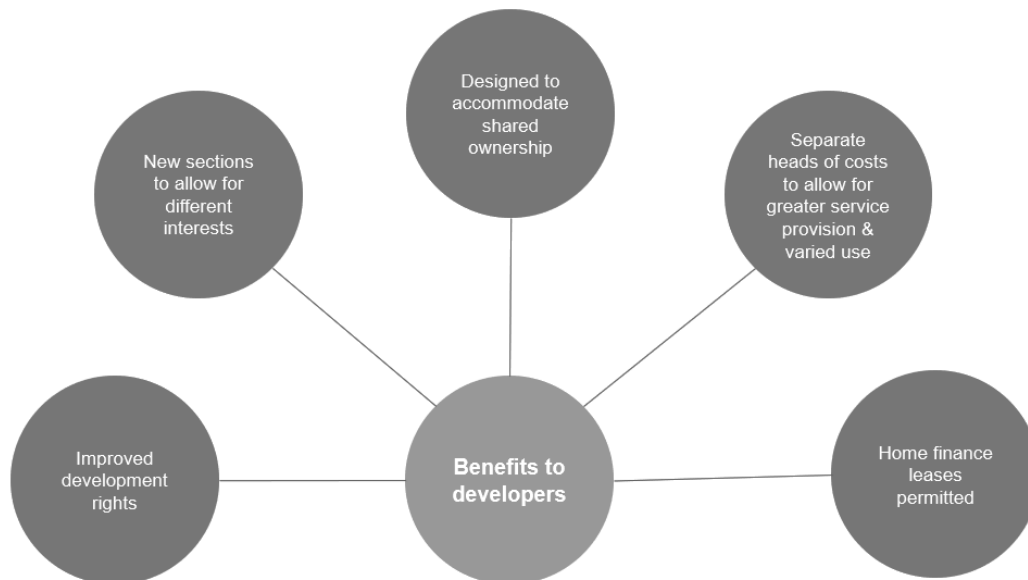 Designed to
accommodate
shared
ownership
New sections
to allow for
different
interests
Separate
heads of costs
to allow for
greater service
provision &
varied use
Improved
development
rights
Benefits to
developers
Home finance
leases
permitted